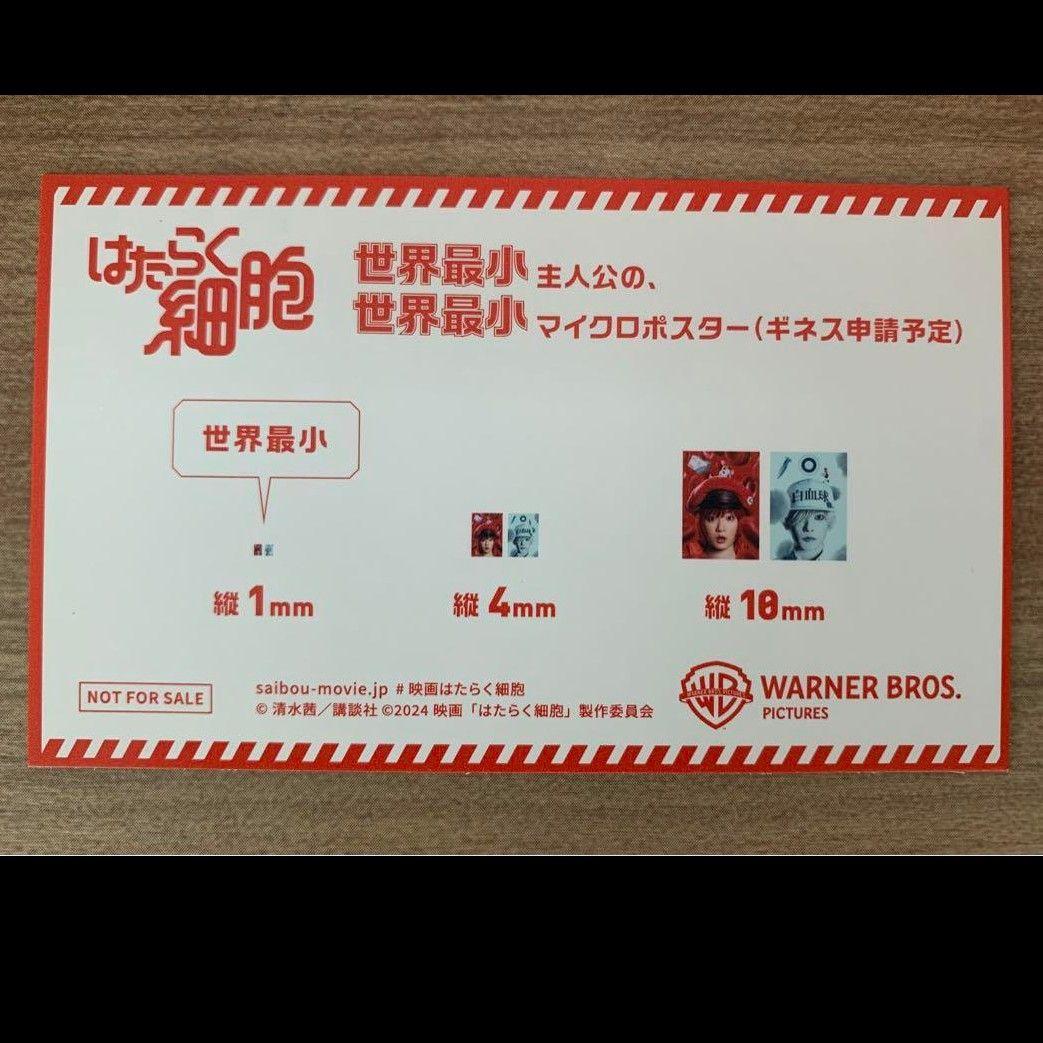 はたらく
細胞
世界最小 主人公の、
世界最小 マイクロポスター(ギネス申請予定)
世界最小
白血球
縦 1mm
縦 4mm
縦 10mm
NOT FOR SALE
saibou-movie.jp #映画はたらく細胞
© 清水茜/講談社 ©2024 映画「はたらく細胞」製作委員会
WB
WARNER BROS.
PICTURES